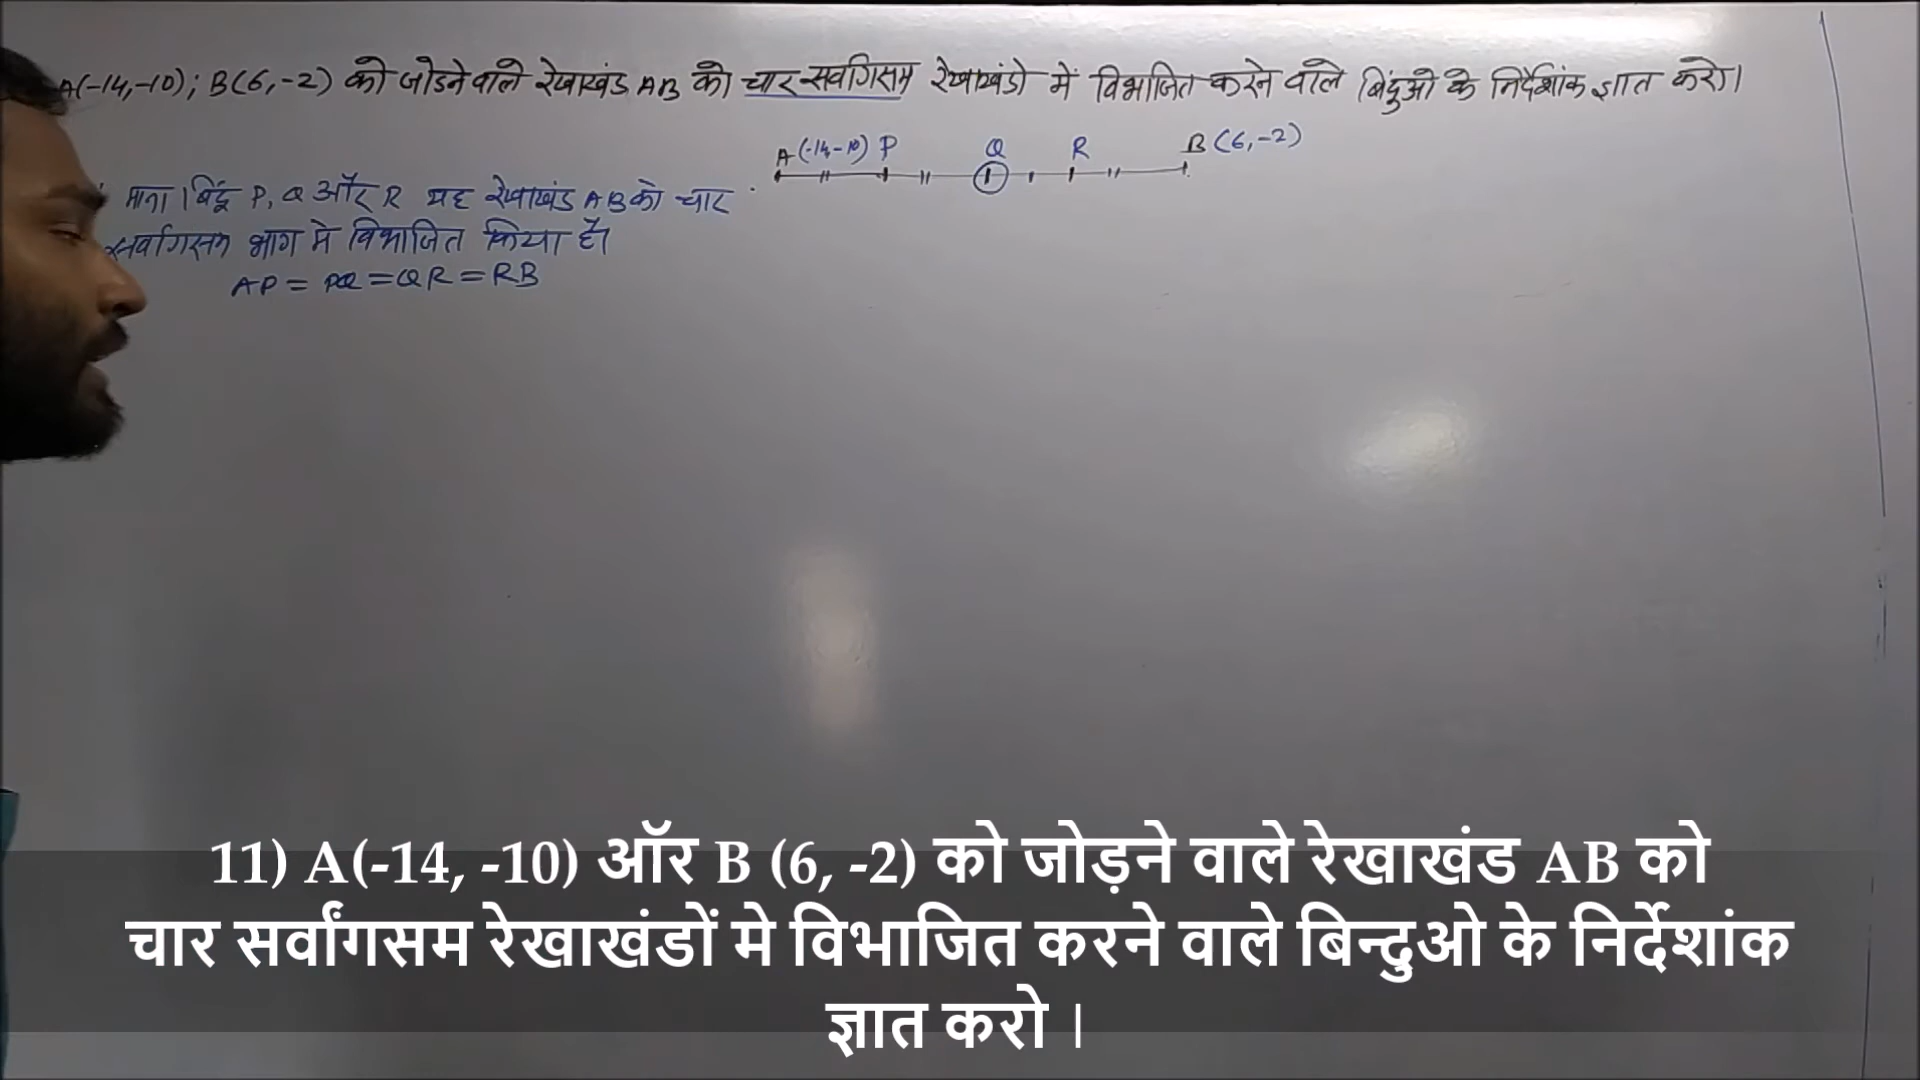 A(-14,-10); B(6,-2) को जोडने वाले रेखाखंड AB को चार सर्वागसम रेखाखंडो में विभाजित करने वाले बिंदुओ के निर्देशांक ज्ञात करो।
A(-14,-10) P Q R B(6,-2)
माना बिंदू P, Q और R यह रेखाखंड AB को चार
सर्वागसम भाग मे विभाजित किया है।
AP = PQ = QR = RB
11) A(-14, -10) ऑर B (6, -2) को जोड़ने वाले रेखाखंड AB को
चार सर्वांगसम रेखाखंडों मे विभाजित करने वाले बिन्दुओ के निर्देशांक
ज्ञात करो ।